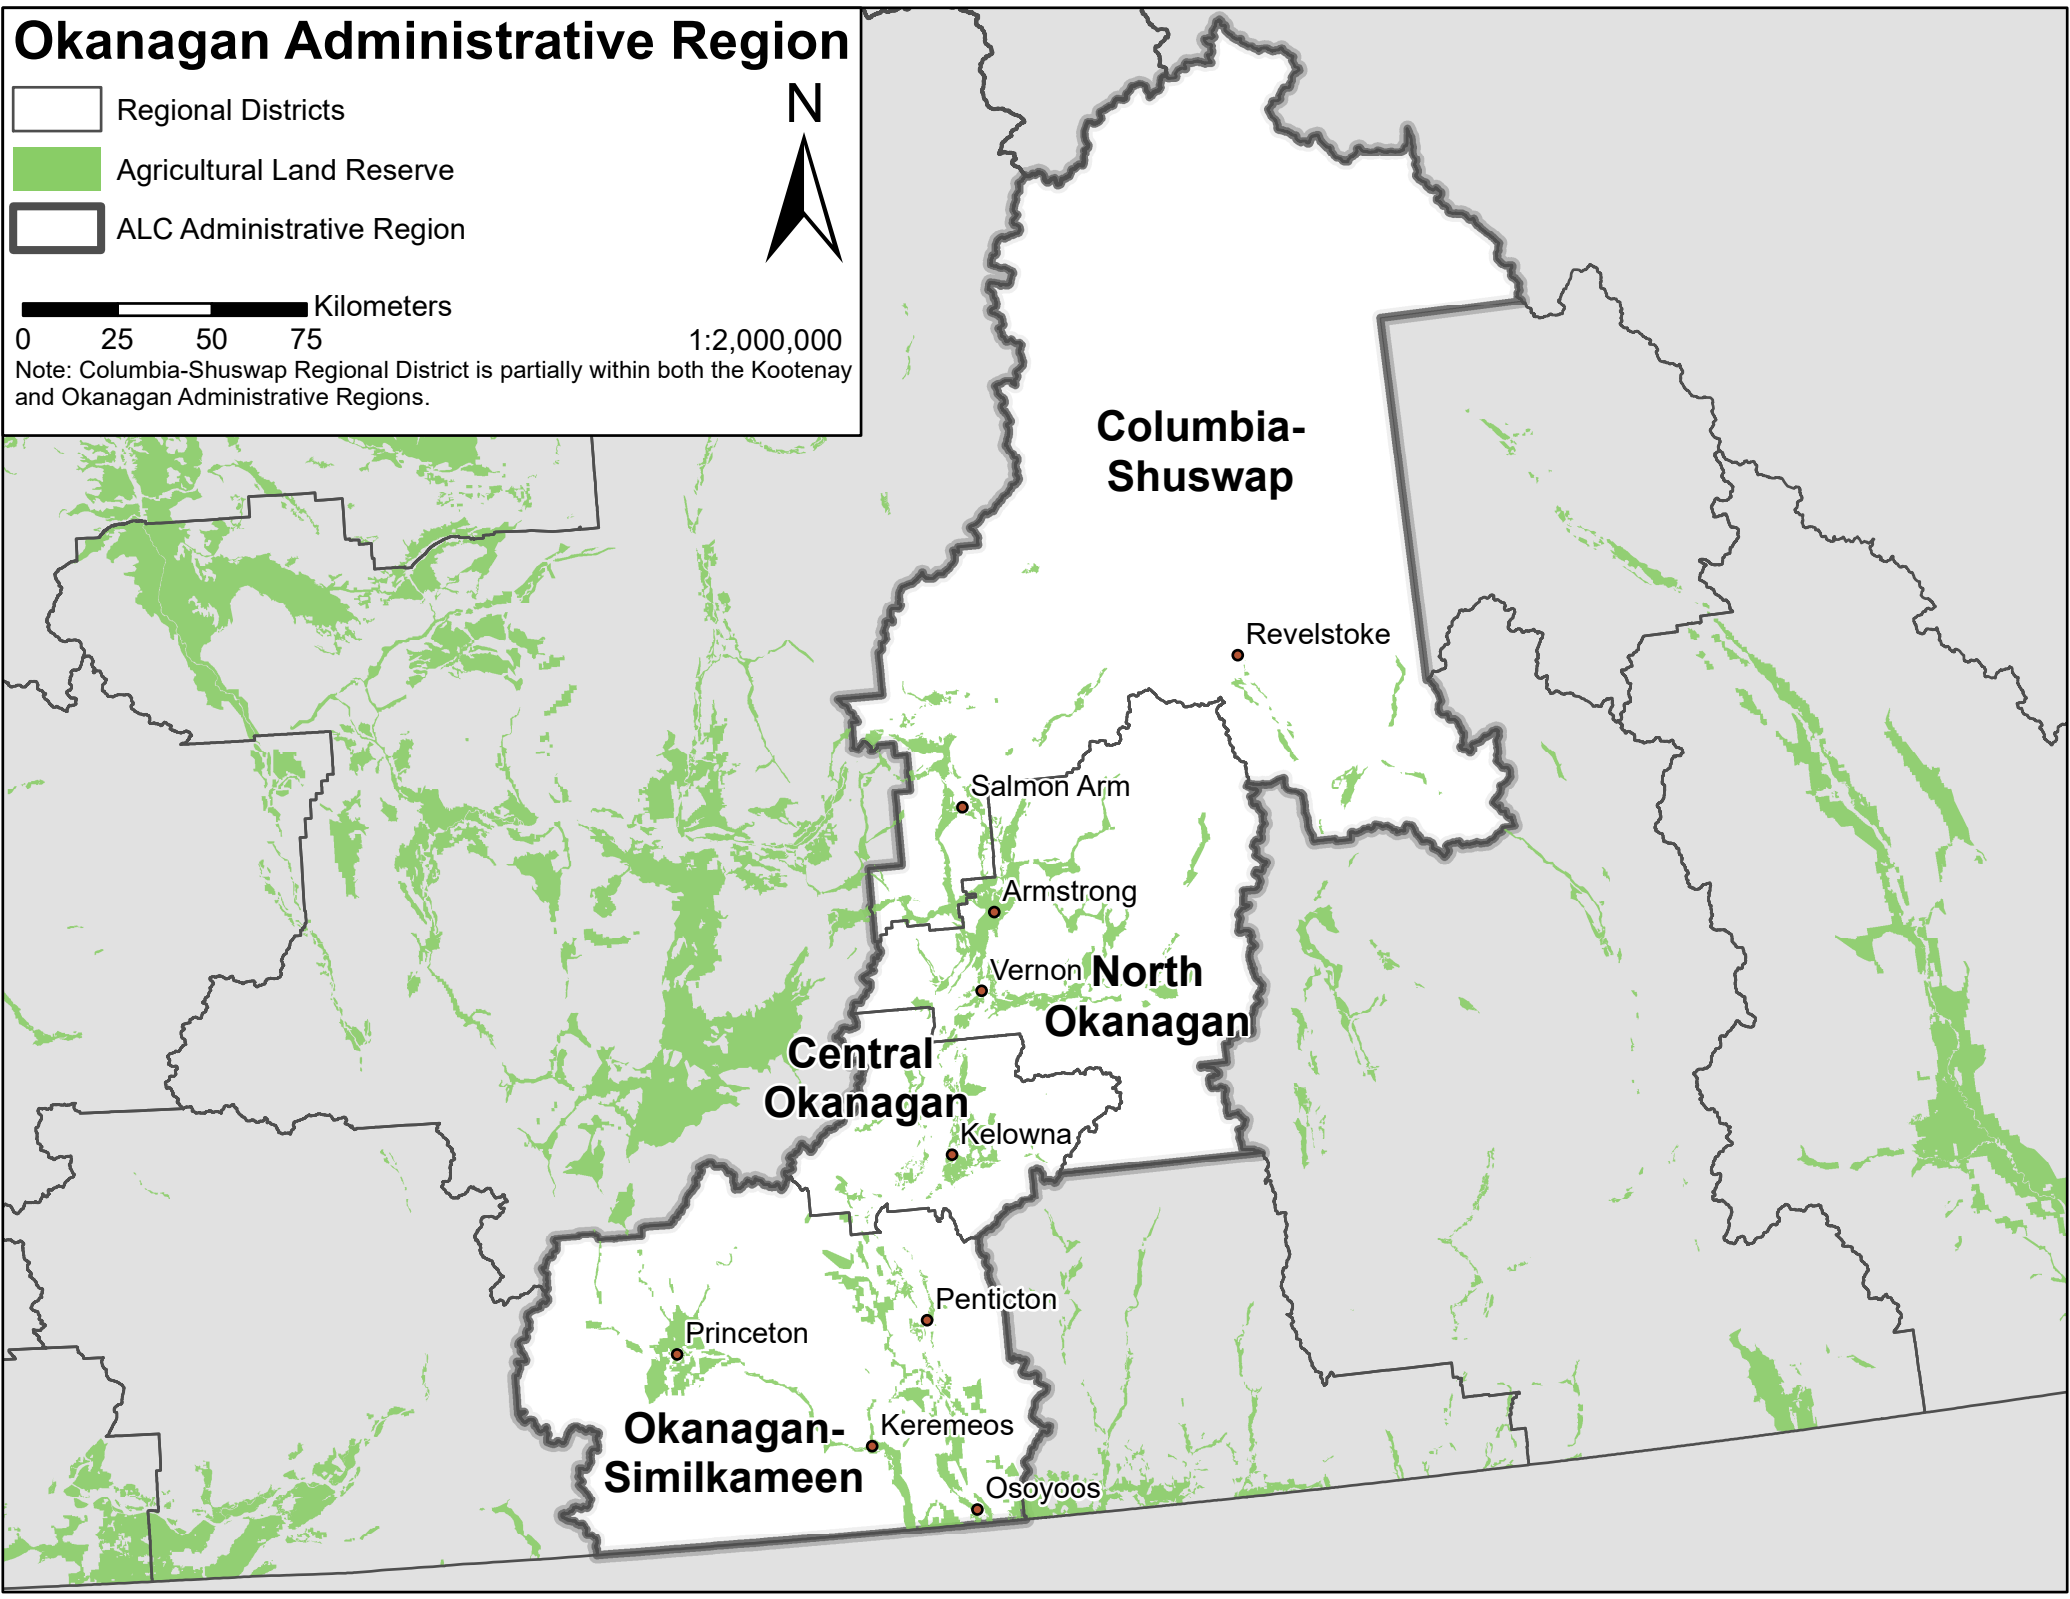 Okanagan Administrative Region
Regional Districts
Agricultural Land Reserve
ALC Administrative Region
N
Kilometers
0 25 50 75
1:2,000,000
Note: Columbia-Shuswap Regional District is partially within both the Kootenay
and Okanagan Administrative Regions.
Columbia-
Shuswap
Revelstoke
Salmon Arm
Armstrong
Vernon
North
Okanagan
Central
Okanagan
Kelowna
Penticton
Princeton
Okanagan-
Similkameen
Keremeos
Osoyoos